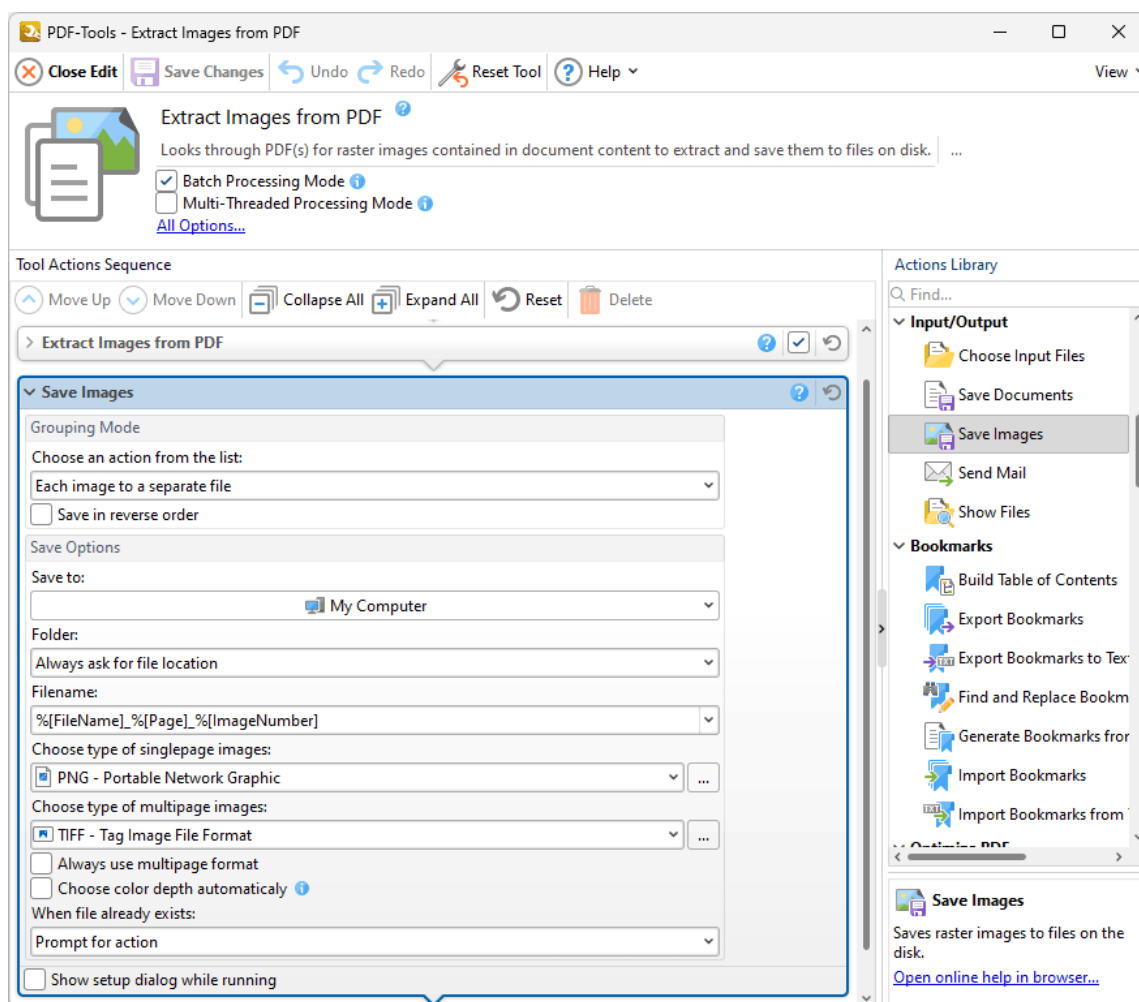 PDF-Tools - Extract Images from PDF
Close Edit Save Changes Undo Redo Reset Tool ? Help View
Extract Images from PDF ?
Looks through PDF(s) for raster images contained in document content to extract and save them to files on disk. ...
Batch Processing Mode i
Multi-Threaded Processing Mode i
All Options...
Tool Actions Sequence
Move Up Move Down Collapse All Expand All Reset Delete
Extract Images from PDF ?
Save Images ?
Grouping Mode
Choose an action from the list:
Each image to a separate file
Save in reverse order
Save Options
Save to:
My Computer
Folder:
Always ask for file location
Filename:
%[FileName]_%[Page]_%[ImageNumber]
Choose type of singlepage images:
PNG - Portable Network Graphic ...
Choose type of multipage images:
TIFF - Tag Image File Format ...
Always use multipage format
Choose color depth automaticaly i
When file already exists:
Prompt for action
Show setup dialog while running
Actions Library
Find...
Input/Output
Choose Input Files
Save Documents
Save Images
Send Mail
Show Files
Bookmarks
Build Table of Contents
Export Bookmarks
TXT Export Bookmarks to Tex
Find and Replace Bookm
Generate Bookmarks fror
Import Bookmarks
TXT Import Bookmarks from
Optimize PDF
Save Images
Saves raster images to files on the
disk.
Open online help in browser...